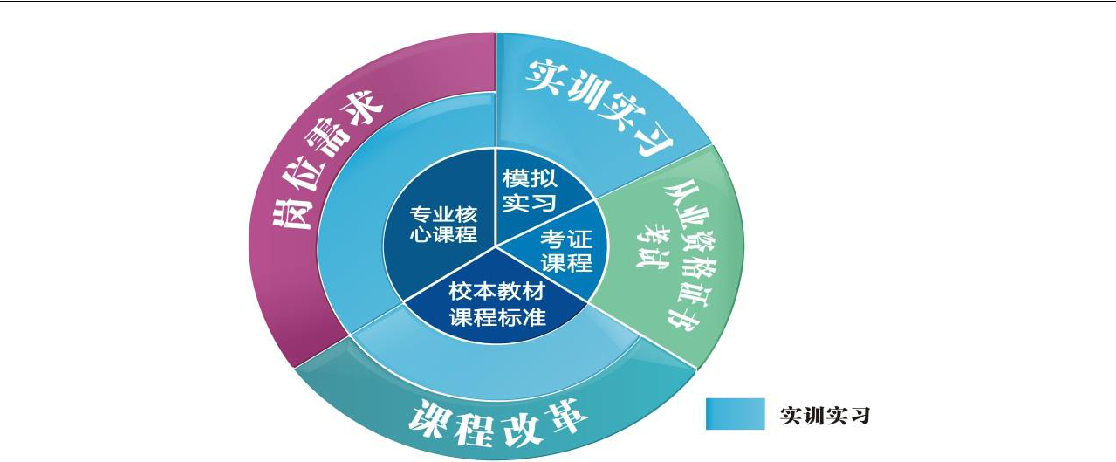 岗位需求
实训实习
从业资格证书
考试
课程改革
专业核
心课程
模拟
实习
考证
课程
校本教材
课程标准
实训实习